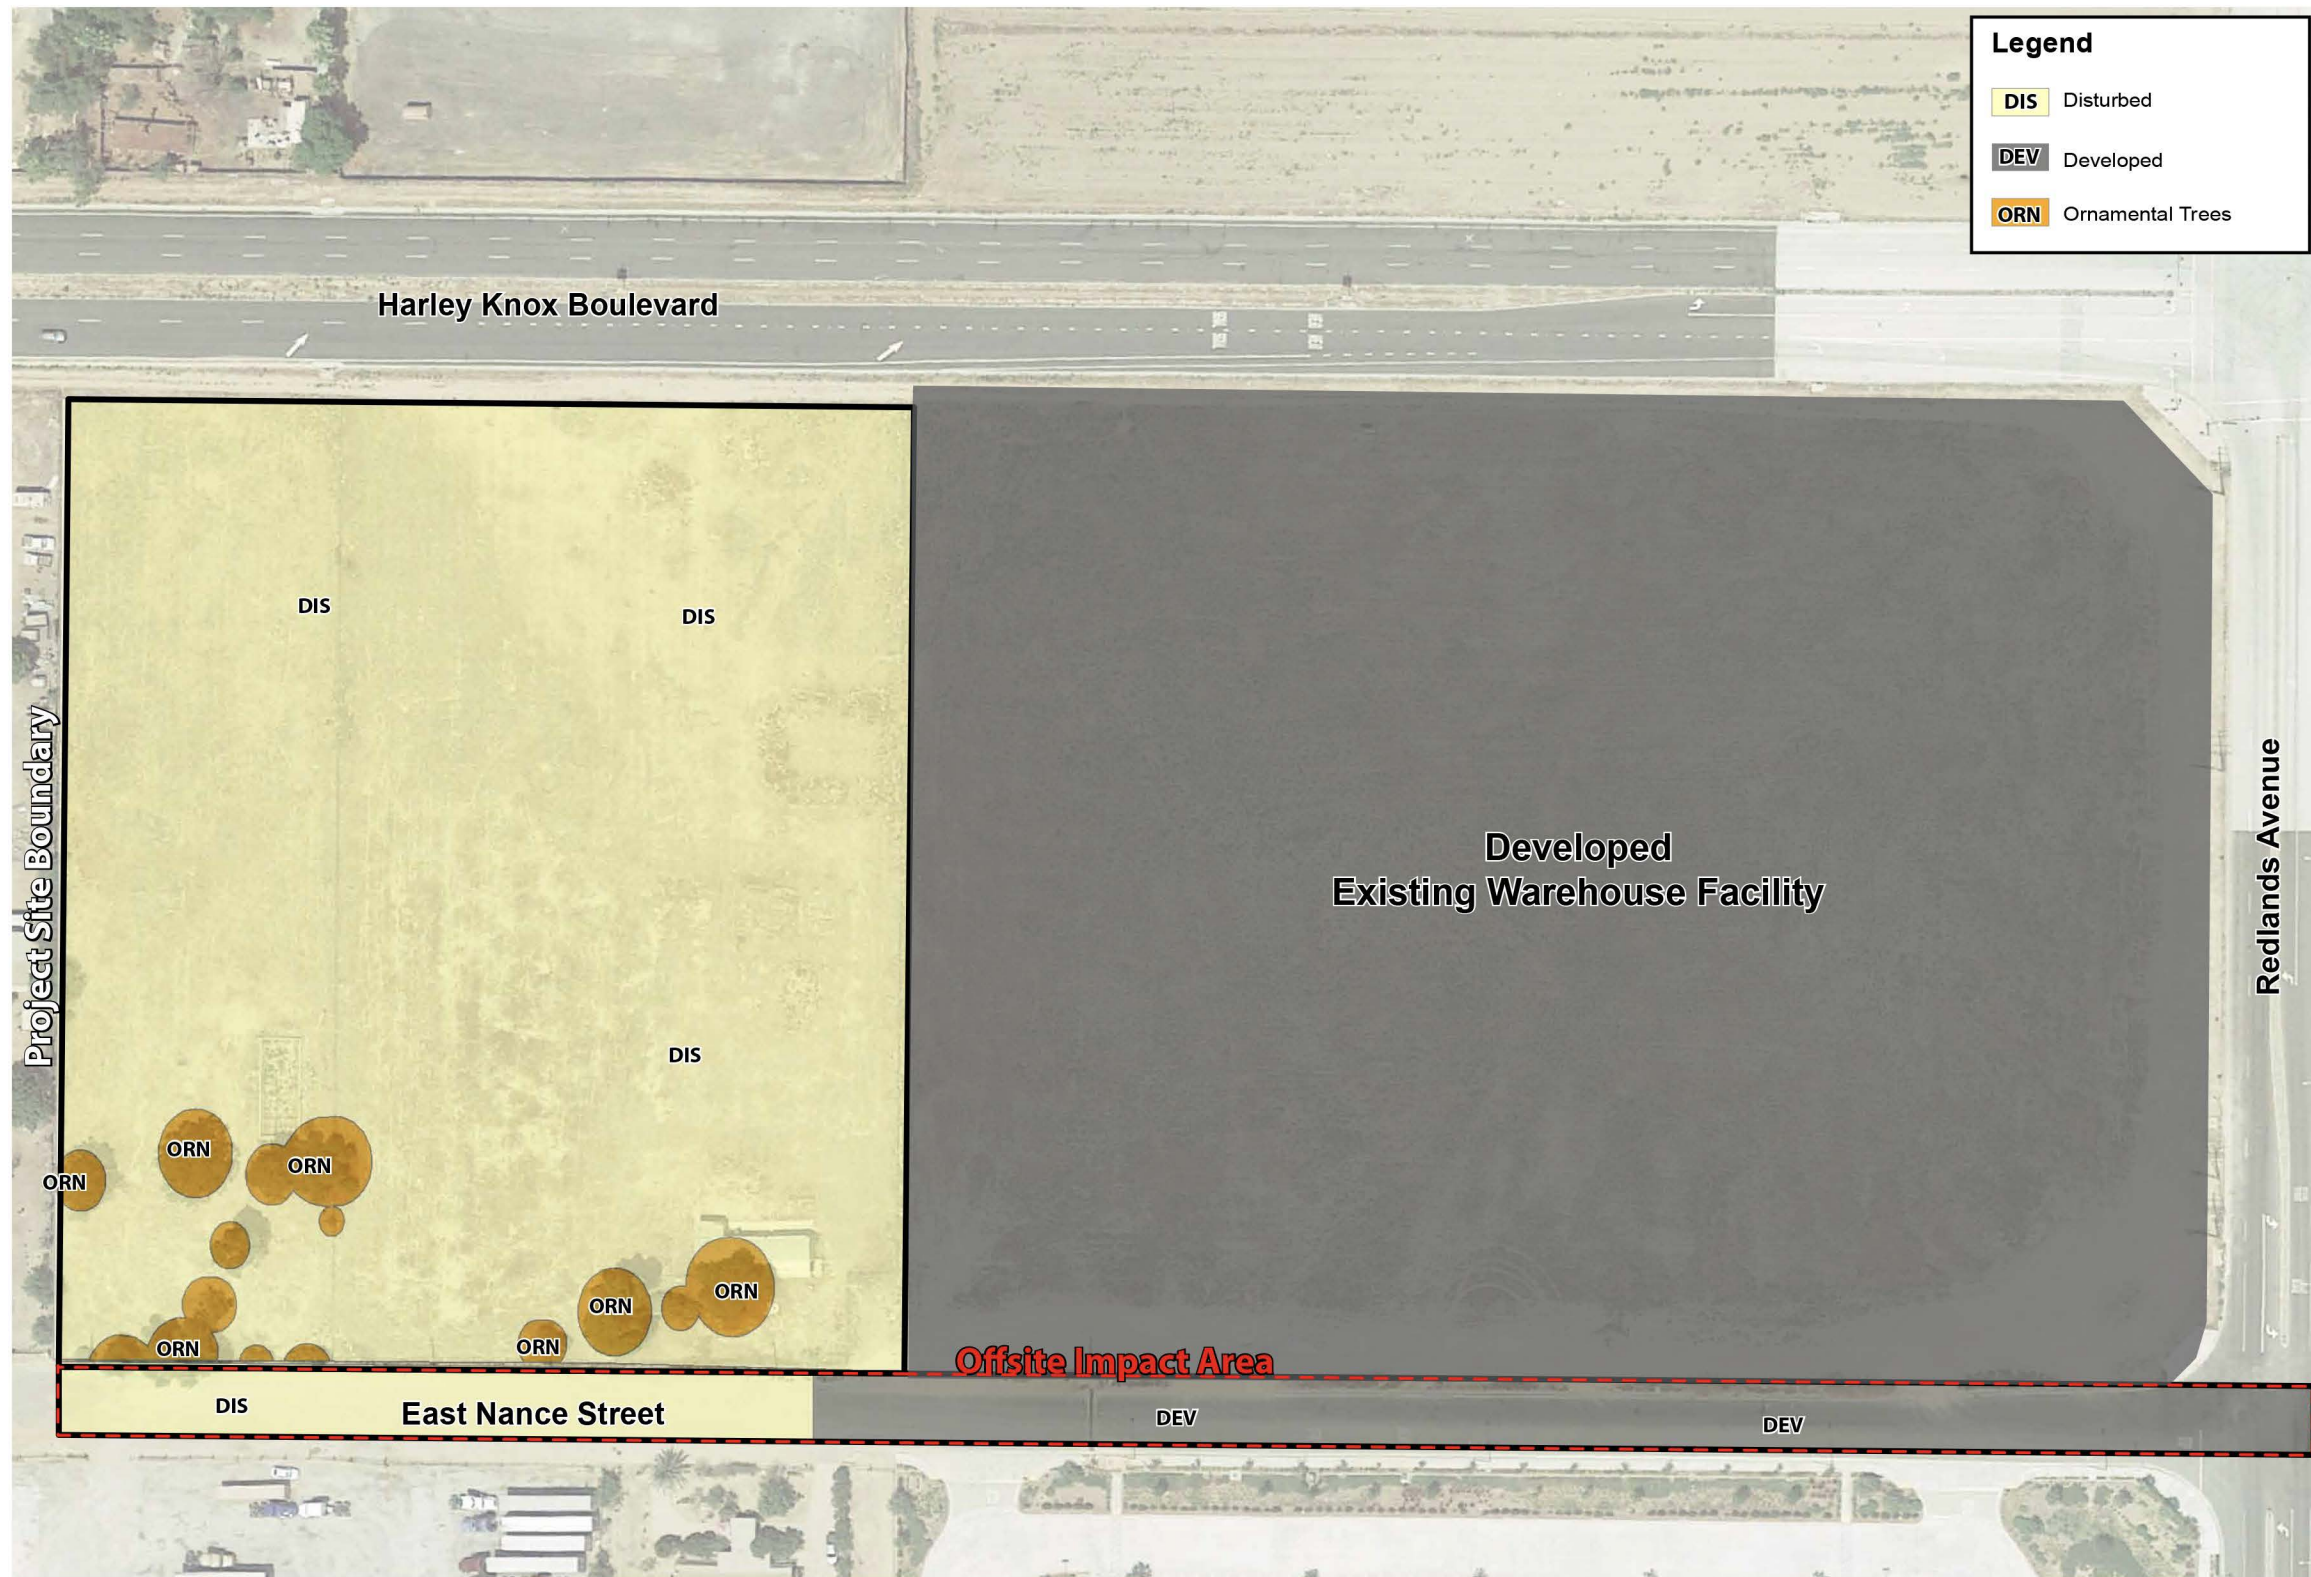 Legend
DIS Disturbed
DEV Developed
ORN Ornamental Trees
Harley Knox Boulevard
DIS
DIS
Project Site Boundary
Developed
Existing Warehouse Facility
Redlands Avenue
DIS
ORN
ORN
ORN
ORN
ORN
ORN
ORN
Offsite Impact Area
DIS
East Nance Street
DEV
DEV